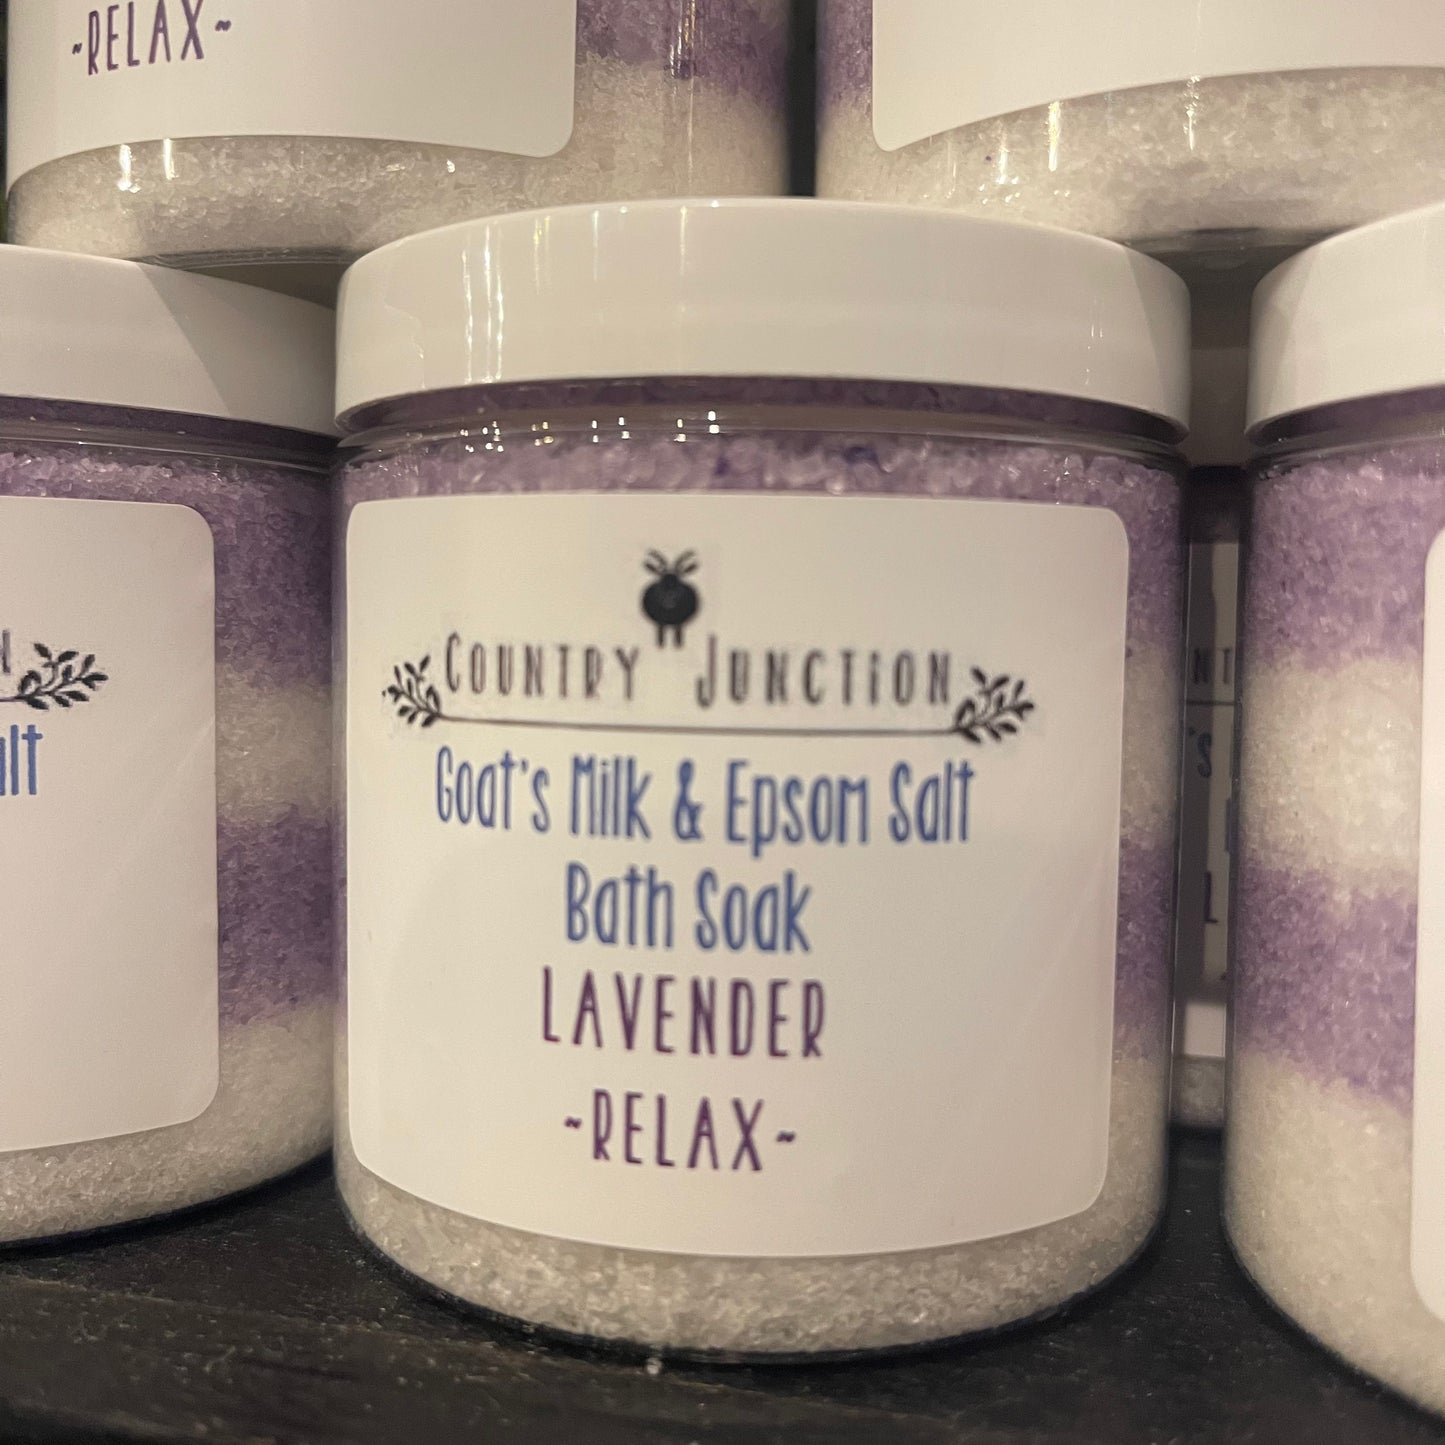 ~RELAX~
COUNTRY JUNCTiON
Goat's Milk & Epsom Salt
Bath Soak
LAVENDER
~RELAX~